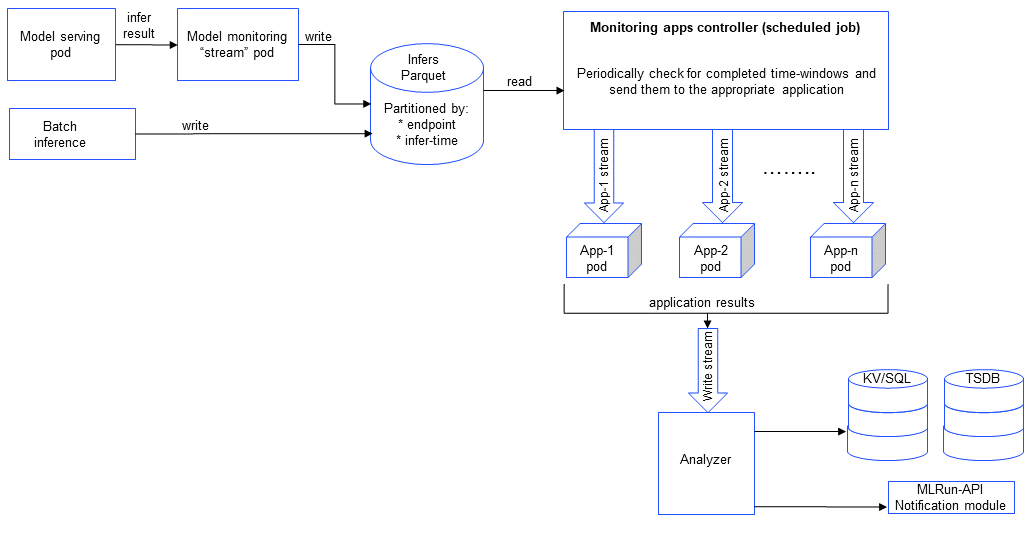 Model serving
pod
infer
result
Model monitoring
“stream” pod
write
Batch
inference
write
Infers
Parquet
Partitioned by:
* endpoint
* infer-time
read
Monitoring apps controller (scheduled job)
Periodically check for completed time-windows and
send them to the appropriate application
App-1 stream
App-2 stream
........
App-n stream
App-1
pod
App-2
pod
App-n
pod
application results
Write stream
Analyzer
KV/SQL
TSDB
MLRun-API
Notification module